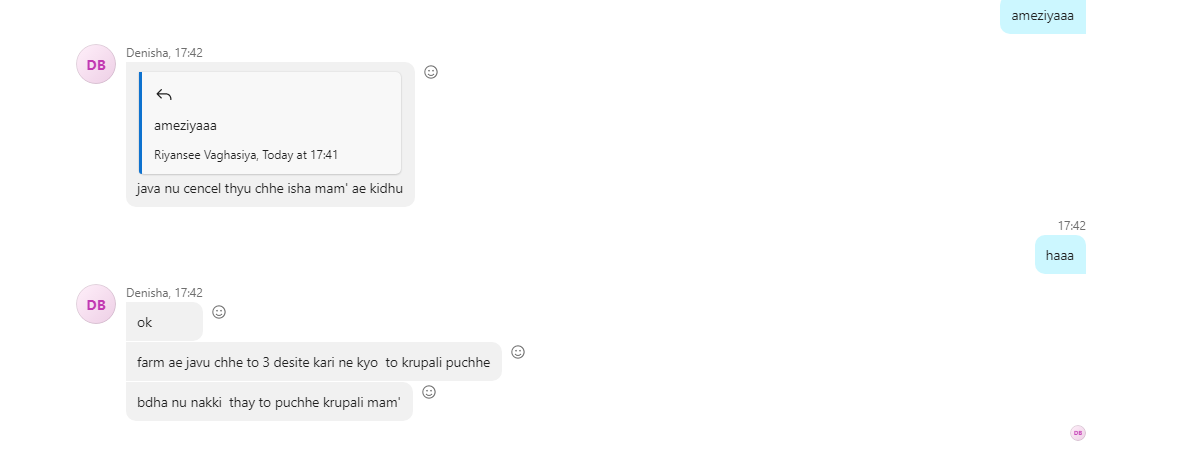 ameziyaaa
DB
Denisha, 17:42
ameziyaaa
Riyansee Vaghasiya, Today at 17:41
java nu cencel thyu chhe isha mam' ae kidhu
17:42
haaa
DB
Denisha, 17:42
ok
farm ae javu chhe to 3 desite kari ne kyo  to krupali puchhe
bdha nu nakki  thay to puchhe krupali mam'
DB